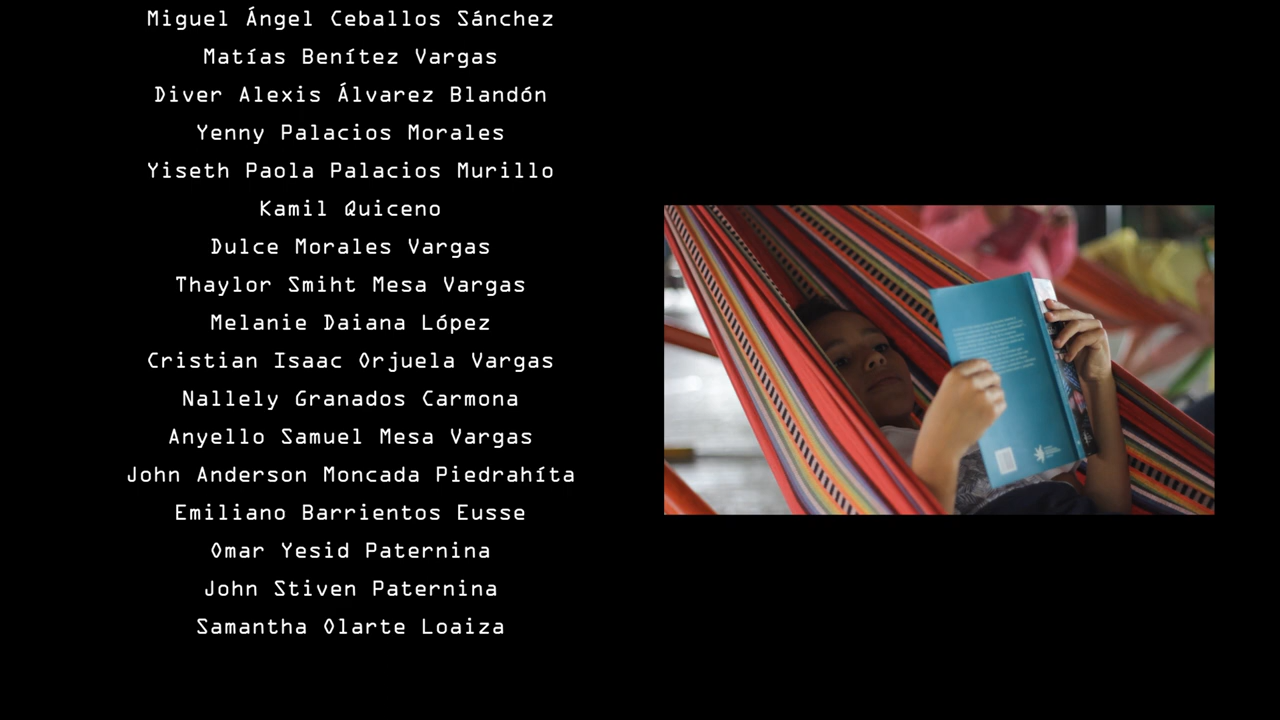 Miguel Ángel Ceballos Sánchez
Matías Benítez Vargas
Diver Alexis Álvarez Blandón
Yenny Palacios Morales
Yiseth Paola Palacios Murillo
Kamil Quiceno
Dulce Morales Vargas
Thaylor Smiht Mesa Vargas
Melanie Daiana López
Cristian Isaac Orjuela Vargas
Nallely Granados Carmona
Anyello Samuel Mesa Vargas
John Anderson Moncada Piedrahíta
Emiliano Barrientos Eusse
Omar Yesid Paternina
John Stiven Paternina
Samantha Olarte Loaiza